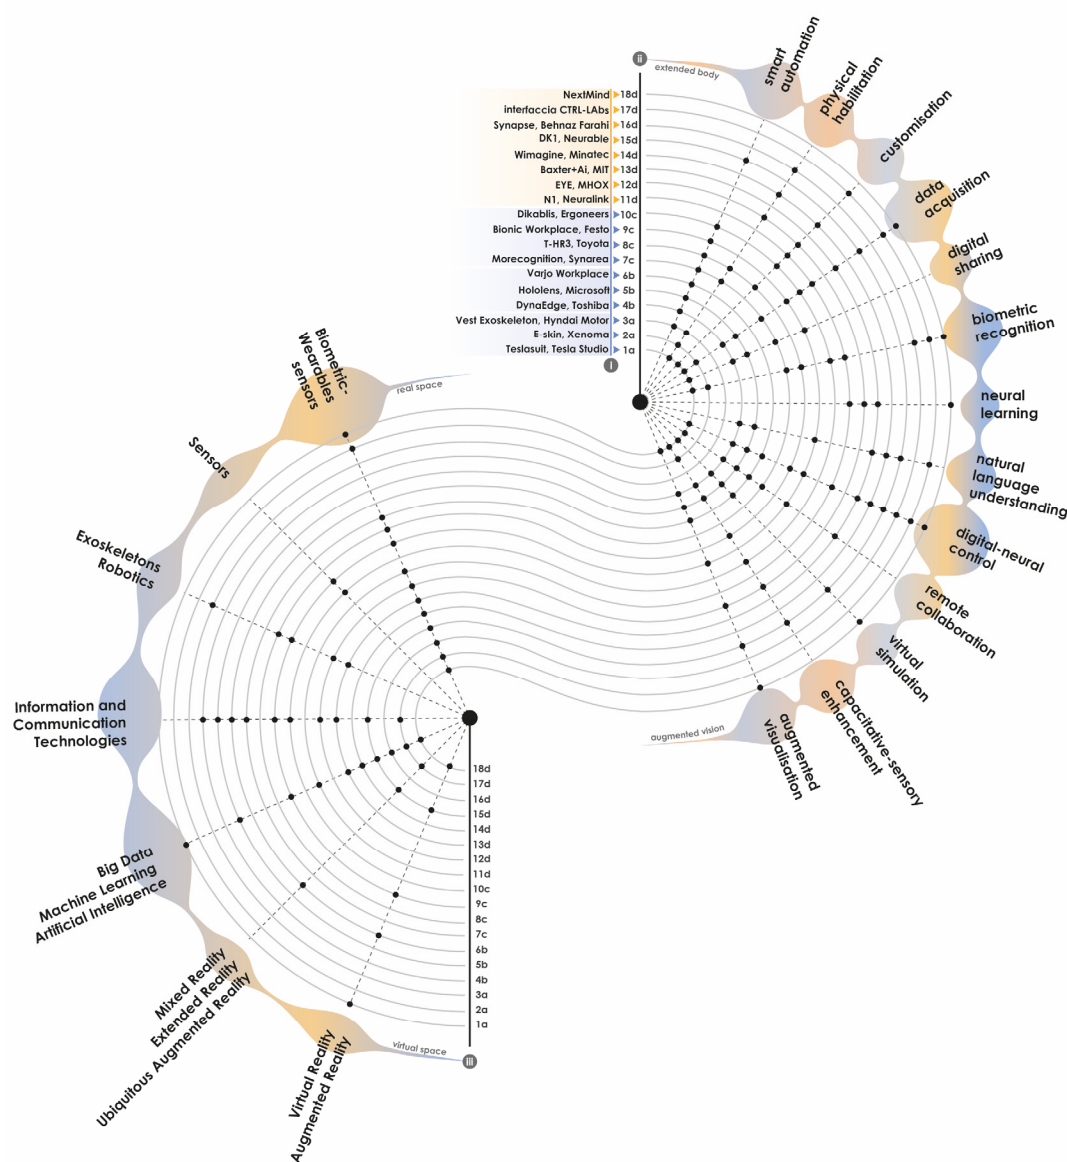 ii
extended body
smart
automation
physical
habilitation
customisation
data
acquisition
digital
sharing
biometric
recognition
neural
learning
natural
language
understanding
digital-neural
control
remote
collaboration
virtual
simulation
capacitative-sensory
enhancement
augmented
visualisation
augmented vision
NextMind 18d
interfaccia CTRL-LAbs 17d
Synapse, Behnaz Farahi 16d
DK1, Neurable 15d
Wimagine, Minatec 14d
Baxter+Ai, MIT 13d
EYE, MHOX 12d
N1, Neuralink 11d
Dikablis, Ergoneers 10c
Bionic Workplace, Festo 9c
T-HR3, Toyota 8c
Morecognition, Synarea 7c
Varjo Workplace 6b
Hololens, Microsoft 5b
DynaEdge, Toshiba 4b
Vest Exoskeleton, Hyndai Motor 3a
E-skin, Xenoma 2a
Teslasuit, Tesla Studio 1a
i
real space
Biometric-
Wearables
sensors
Sensors
Exoskeletons
Robotics
Information and
Communication
Technologies
Big Data
Machine Learning
Artificial Intelligence
Mixed Reality
Extended Reality
Ubiquitous Augmented Reality
Virtual Reality
Augmented Reality
virtual space
18d
17d
16d
15d
14d
13d
12d
11d
10c
9c
8c
7c
6b
5b
4b
3a
2a
1a
iii